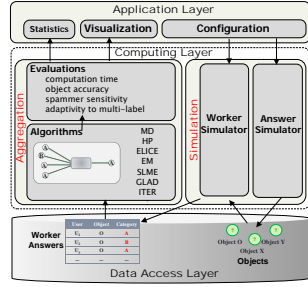 Application Layer
Statistics
Visualization
Configuration
Computing Layer
Aggregation
Evaluations
computation time
object accuracy
spammer sensitivity
adaptivity to multi-label
Algorithms
MD
HP
ELICE
EM
SLME
GLAD
ITER
A
B
A
A
A
Simulation
Worker
Simulator
Answer
Simulator
Worker
Answers
User Object Category
U1 O A
U2 O B
U3 O A
... ... ...
? ? ?
Object O Object Y
Object X
Objects
Data Access Layer